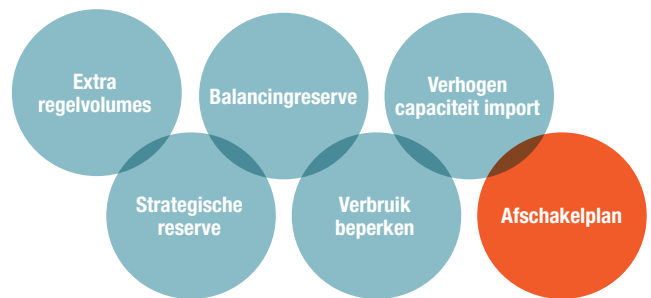 Extra
regelvolumes
Balancingreserve
Verhogen
capaciteit import
Strategische
reserve
Verbruik
beperken
Afschakelplan